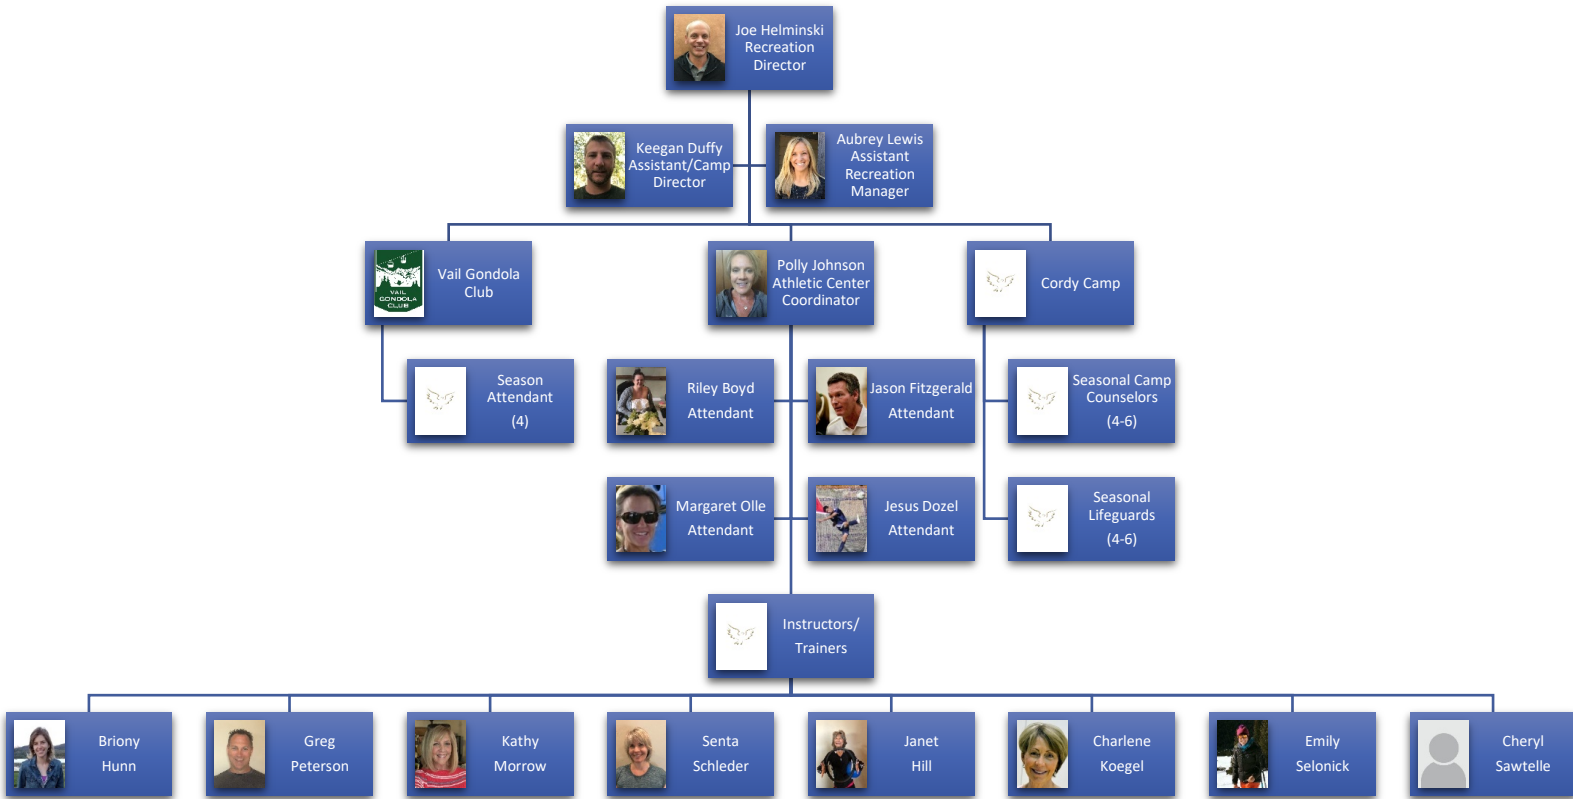 Joe Helminski
Recreation
Director
Keegan Duffy
Assistant/Camp
Director
Aubrey Lewis
Assistant
Recreation
Manager
VAIL
GONDOLA
CLUB
Vail Gondola
Club
Polly Johnson
Athletic Center
Coordinator
Cordy Camp
Season
Attendant
(4)
Riley Boyd
Attendant
Jason Fitzgerald
Attendant
Seasonal Camp
Counselors
(4-6)
Margaret Olle
Attendant
Jesus Dozel
Attendant
Seasonal
Lifeguards
(4-6)
Instructors/
Trainers
Briony
Hunn
Greg
Peterson
Kathy
Morrow
Senta
Schleder
Janet
Hill
Charlene
Koegel
Emily
Selonick
Cheryl
Sawtelle